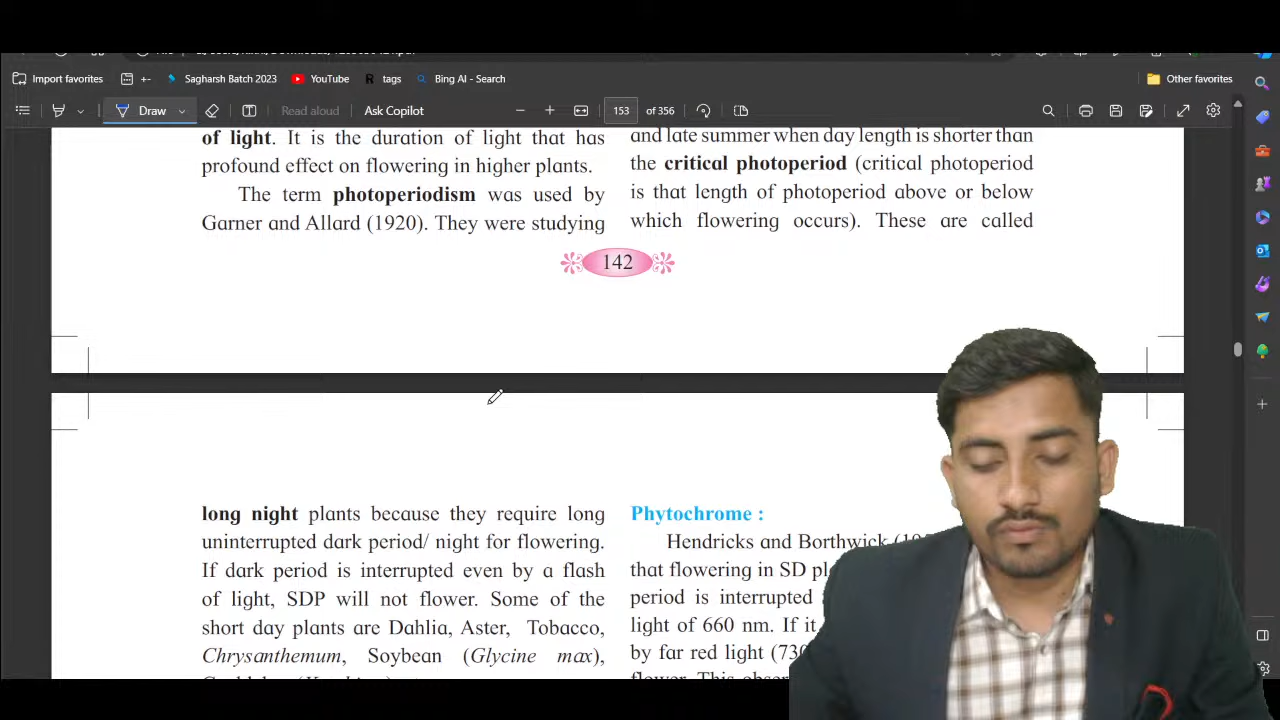 Import favorites
Sagharsh Batch 2023
YouTube
tags
Bing AI - Search
Other favorites
Draw
Read aloud
Ask Copilot
153 of 356
of light. It is the duration of light that has
profound effect on flowering in higher plants.
The term photoperiodism was used by
Garner and Allard (1920). They were studying
and late summer when day length is shorter than
the critical photoperiod (critical photoperiod
is that length of photoperiod above or below
which flowering occurs). These are called
142
long night plants because they require long
uninterrupted dark period/ night for flowering.
If dark period is interrupted even by a flash
of light, SDP will not flower. Some of the
short day plants are Dahlia, Aster, Tobacco,
Chrysanthemum, Soybean (Glycine max),
Phytochrome :
Hendricks and Borthwick
that flowering in SD
period is interrupted
light of 660 nm. If it
by far red light (730
flower. This